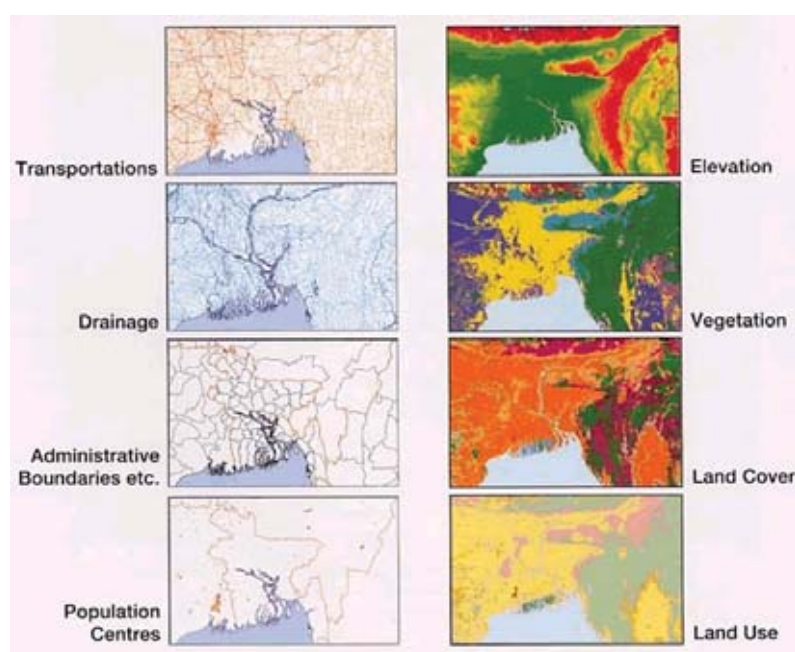 Transportations
Elevation
Drainage
Vegetation
Administrative
Boundaries etc.
Land Cover
Population
Centres
Land Use